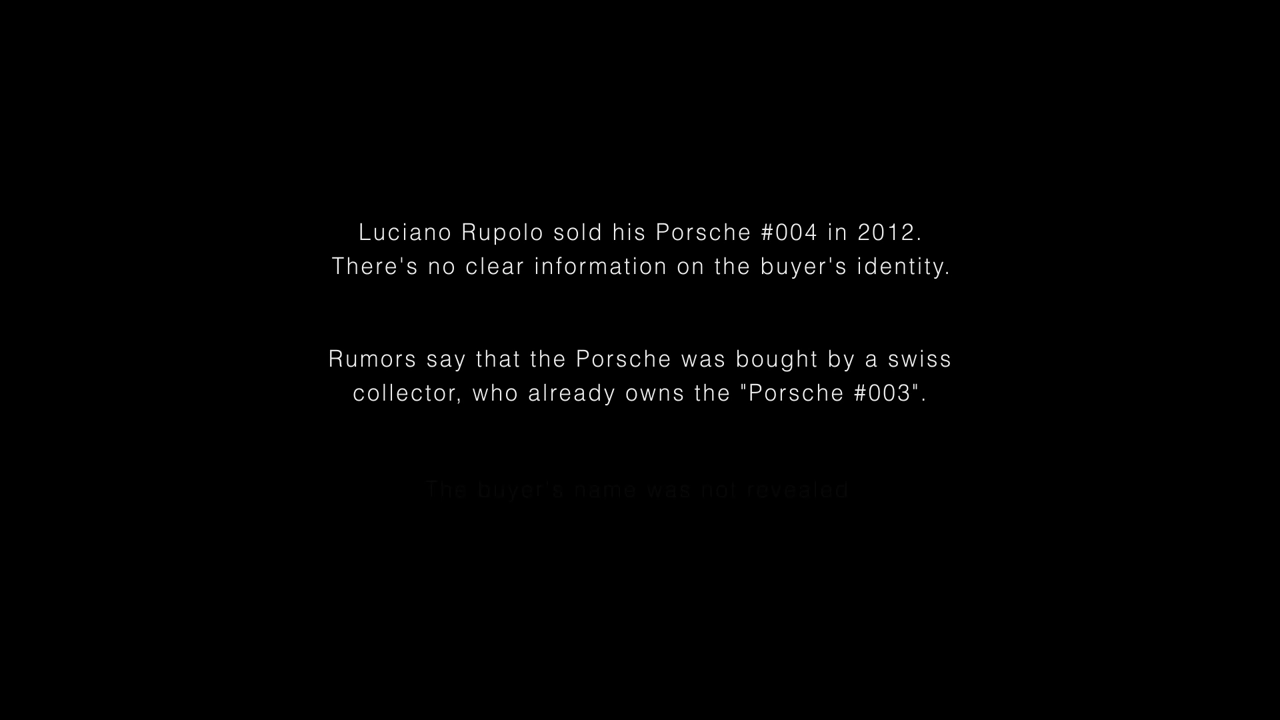 Luciano Rupolo sold his Porsche #004 in 2012.
There's no clear information on the buyer's identity.
Rumors say that the Porsche was bought by a swiss
collector, who already owns the "Porsche #003".
The buyer's name was not revealed